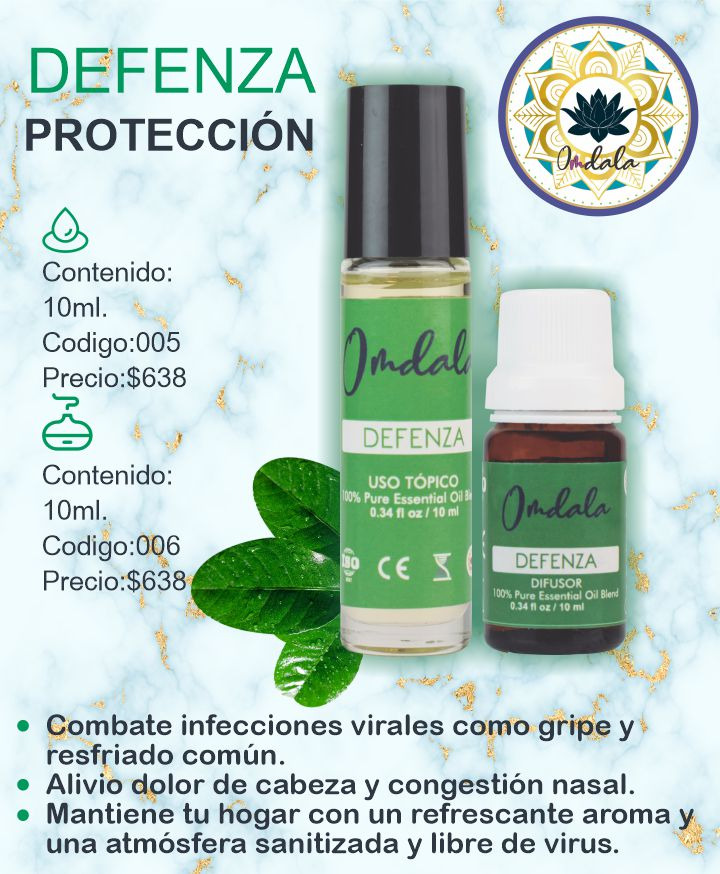 DEFENZA
PROTECCIÓN
Omdala
Contenido:
10ml.
Codigo:005
Precio:$638
Contenido:
10ml.
Codigo:006
Precio:$638
Omdala
DEFENZA
USO TÓPICO
100% Pure Essential Oil
0.34 fl oz / 10 ml
ISO
CE
Omdala
DEFENZA
DIFUSOR
100% Pure Essential Oil Blend
0.34 fl oz / 10 ml
• Combate infecciones virales como gripe y
resfriado común.
• Alivio dolor de cabeza y congestión nasal.
• Mantiene tu hogar con un refrescante aroma y
una atmósfera sanitizada y libre de virus.